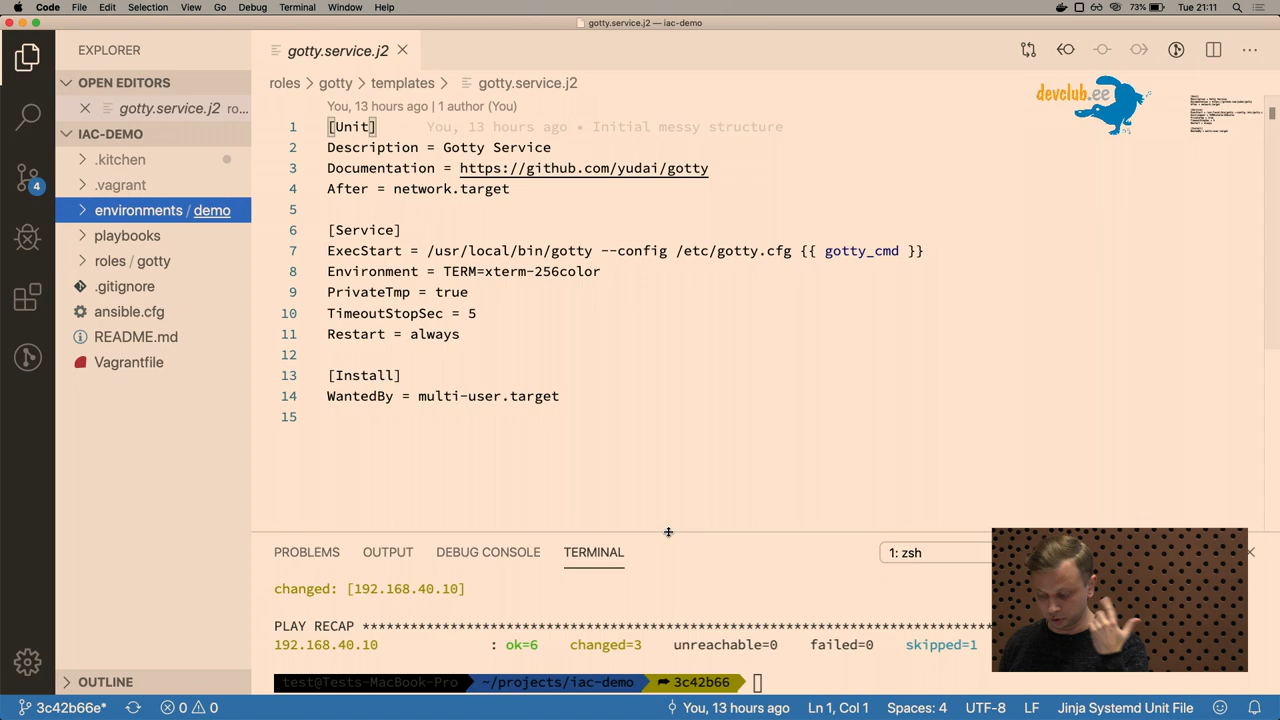 Code File Edit Selection View Go Debug Terminal Window Help 73% Tue 21:11
gotty.service.j2 — iac-demo
EXPLORER
OPEN EDITORS
gotty.service.j2 ro...
IAC-DEMO
.kitchen
.vagrant
environments / demo
playbooks
roles / gotty
.gitignore
ansible.cfg
README.md
Vagrantfile
OUTLINE
4
gotty.service.j2
roles > gotty > templates > gotty.service.j2
devclub.ee
You, 13 hours ago | 1 author (You)
1 [Unit] You, 13 hours ago • Initial messy structure
2 Description = Gotty Service
3 Documentation = https://github.com/yudai/gotty
4 After = network.target
5
6 [Service]
7 ExecStart = /usr/local/bin/gotty --config /etc/gotty.cfg {{ gotty_cmd }}
8 Environment = TERM=xterm-256color
9 PrivateTmp = true
10 TimeoutStopSec = 5
11 Restart = always
12
13 [Install]
14 WantedBy = multi-user.target
15
PROBLEMS OUTPUT DEBUG CONSOLE TERMINAL 1: zsh
changed: [192.168.40.10]
PLAY RECAP *****************************************************************************
192.168.40.10 : ok=6 changed=3 unreachable=0 failed=0 skipped=1
test@Tests-MacBook-Pro ~/projects/iac-demo 3c42b66
3c42b66e* 0 0 You, 13 hours ago Ln 1, Col 1 Spaces: 4 UTF-8 LF Jinja Systemd Unit File